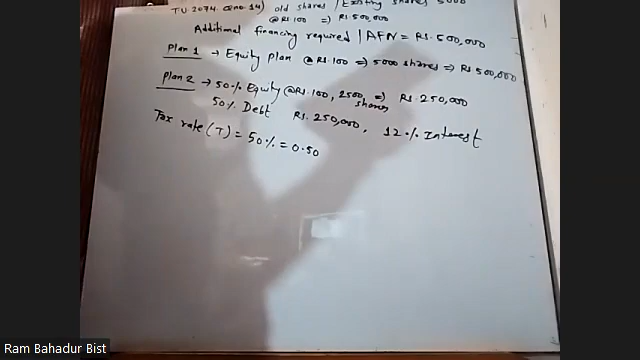 TU 2074. Q.no. 14) old shares / Existing shares 5000
@ Rs. 100 => Rs. 500,000
Additional financing required / AFN = Rs. 500,000
Plan 1 → Equity plan @ Rs. 100 => 5000 shares => Rs 500,000
Plan 2 → 50% Equity @ Rs. 100, 2500 shares => Rs. 250,000
50% Debt Rs. 250,000, 12% Interest
Tax rate (T) = 50% = 0.50
Ram Bahadur Bist